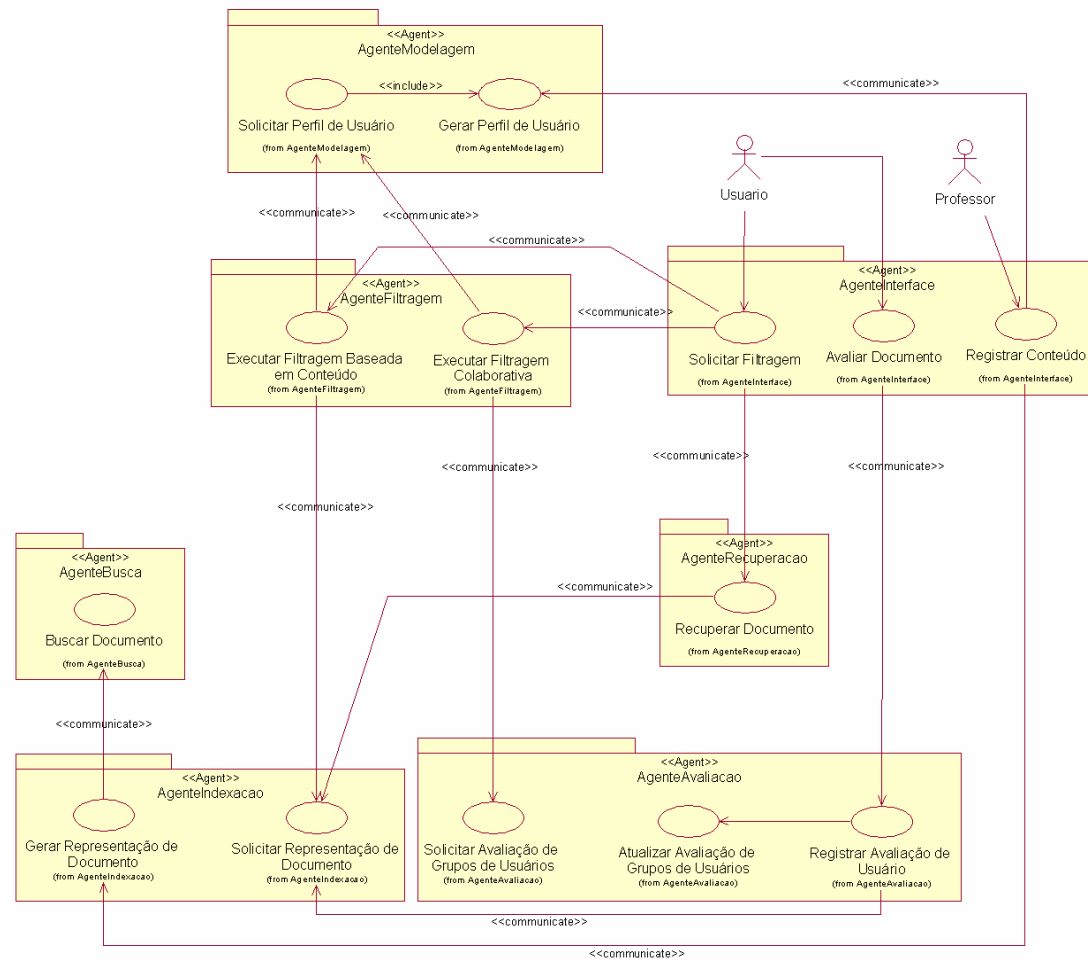 <<Agent>>
AgenteModelagem
<<include>>
Solicitar Perfil de Usuário
(from AgenteModelagem)
Gerar Perfil de Usuário
(from AgenteModelagem)
<<communicate>>
Usuario
Professor
<<communicate>>
<<communicate>>
<<communicate>>
<<Agent>>
AgenteFiltragem
Executar Filtragem Baseada
em Conteúdo
(from AgenteFiltragem)
Executar Filtragem
Colaborativa
(from AgenteFiltragem)
<<communicate>>
<<Agent>>
AgenteInterface
Solicitar Filtragem
(from AgenteInterface)
Avaliar Documento
(from AgenteInterface)
Registrar Conteúdo
(from AgenteInterface)
<<communicate>>
<<communicate>>
<<communicate>>
<<communicate>>
<<Agent>>
AgenteBusca
Buscar Documento
(from AgenteBusca)
<<Agent>>
AgenteRecuperacao
Recuperar Documento
(from AgenteRecuperacao)
<<communicate>>
<<communicate>>
<<Agent>>
AgenteIndexacao
Gerar Representação de
Documento
(from AgenteIndexacao)
Solicitar Representação de
Documento
(from AgenteIndexacao)
<<Agent>>
AgenteAvaliacao
Solicitar Avaliação de
Grupos de Usuários
(from AgenteAvaliacao)
Atualizar Avaliação de
Grupos de Usuários
(from AgenteAvaliacao)
Registrar Avaliação de
Usuário
(from AgenteAvaliacao)
<<communicate>>
<<communicate>>